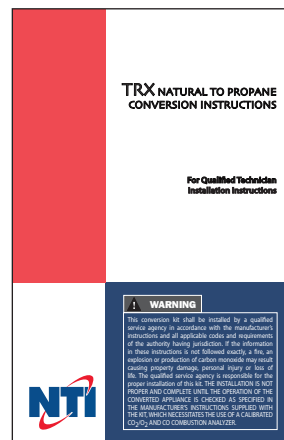 TRX NATURAL TO PROPANE
CONVERSION INSTRUCTIONS
For Qualified Technician
Installation Instructions
WARNING
This conversion kit shall be installed by a qualified
service agency in accordance with the manufacturer's
instructions and all applicable codes and requirements
of the authority having jurisdiction. If the information
in these instructions is not followed exactly, a fire, an
explosion or production of carbon monoxide may result
causing property damage, personal injury or loss of
life. The qualified service agency is responsible for the
proper installation of this kit. THE INSTALLATION IS NOT
PROPER AND COMPLETE UNTIL THE OPERATION OF THE
CONVERTED APPLIANCE IS CHECKED AS SPECIFIED IN
THE MANUFACTURER'S INSTRUCTIONS SUPPLIED WITH
THE KIT, WHICH NECESSITATES THE USE OF A CALIBRATED
CO₂/O₂ AND CO COMBUSTION ANALYZER.
NTI